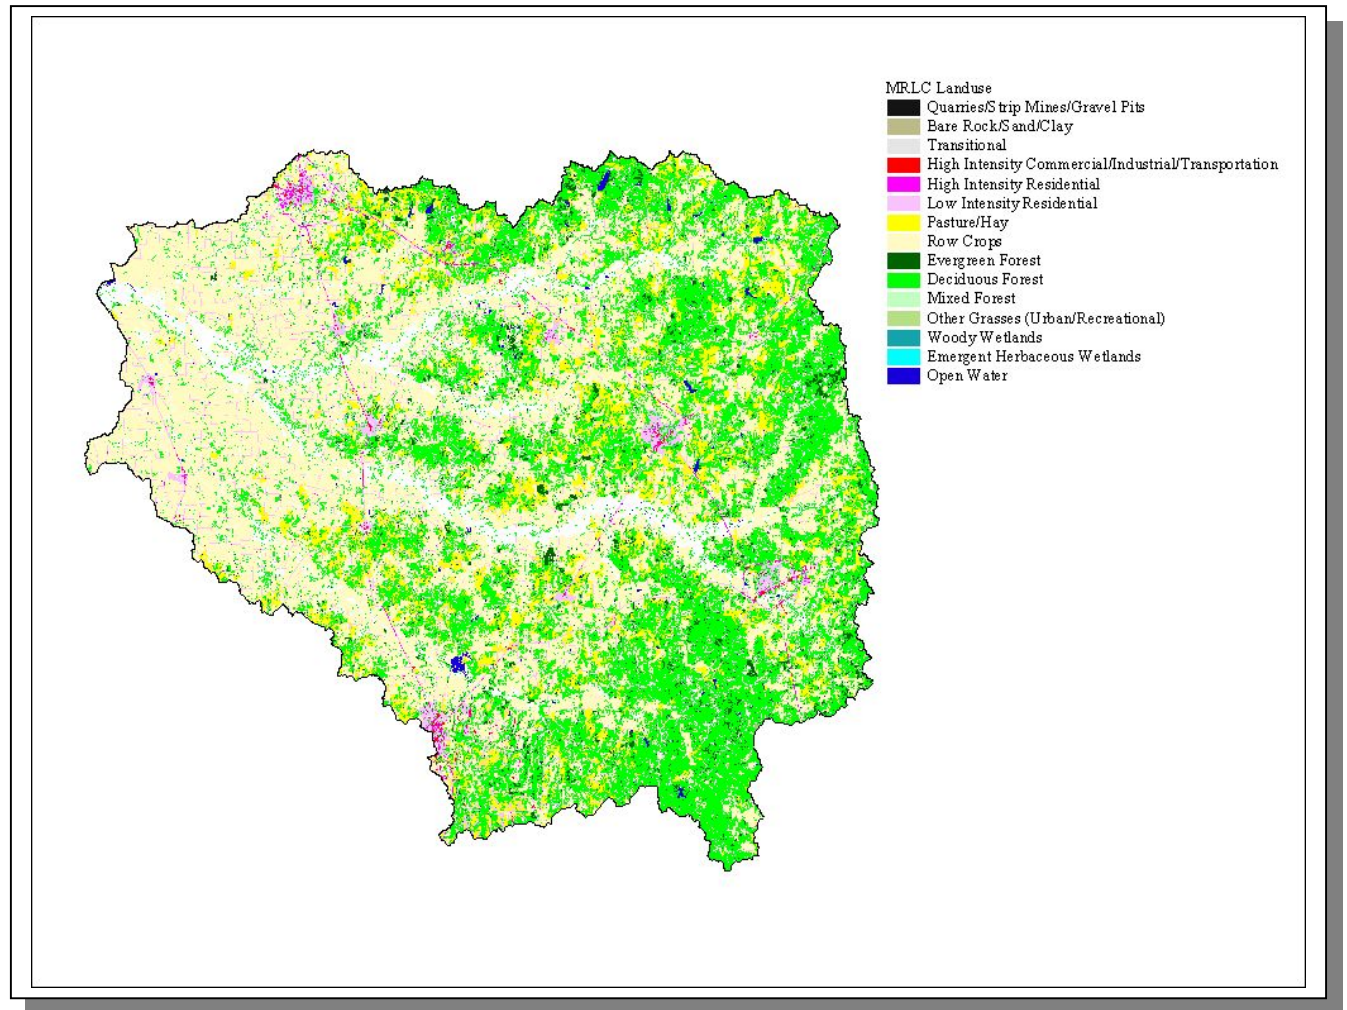 MRLC Landuse
Quarries/Strip Mines/Gravel Pits
Bare Rock/Sand/Clay
Transitional
High Intensity Commercial/Industrial/Transportation
High Intensity Residential
Low Intensity Residential
Pasture/Hay
Row Crops
Evergreen Forest
Deciduous Forest
Mixed Forest
Other Grasses (Urban/Recreational)
Woody Wetlands
Emergent Herbaceous Wetlands
Open Water